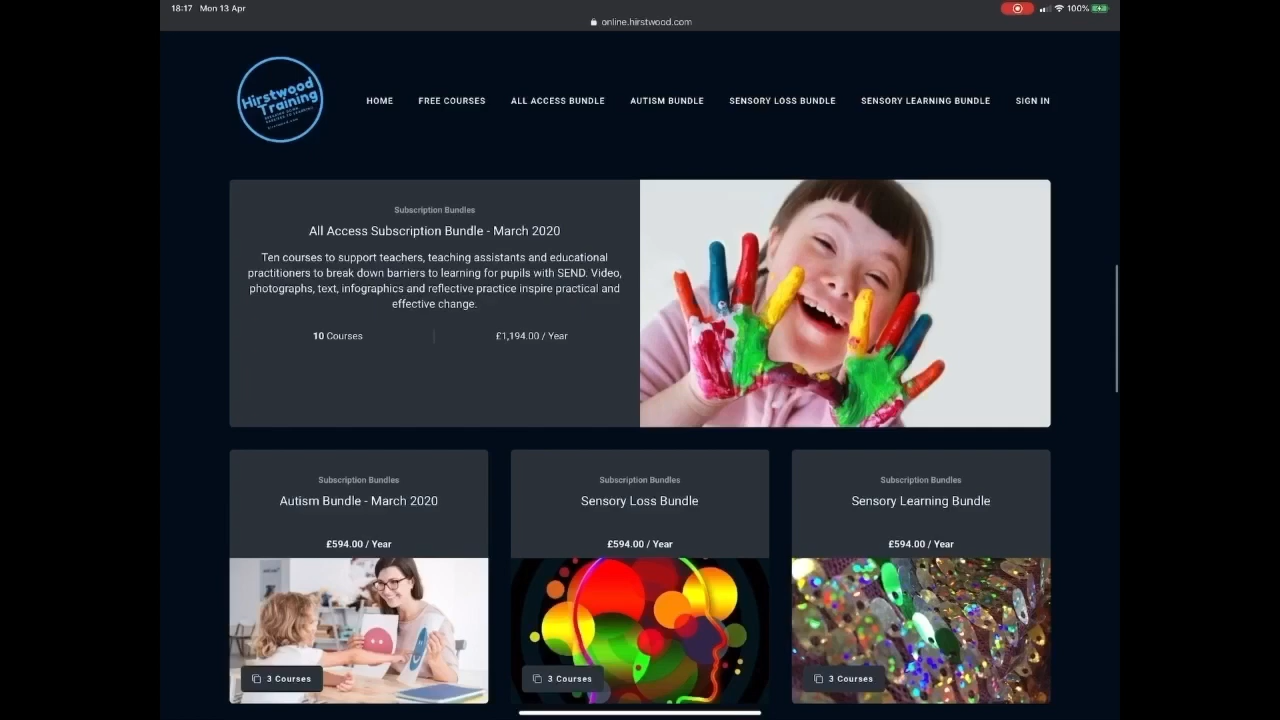 18:17 Mon 13 Apr
100%
online.hirstwood.com
Hirstwood
Training
HOME FREE COURSES ALL ACCESS BUNDLE AUTISM BUNDLE SENSORY LOSS BUNDLE SENSORY LEARNING BUNDLE SIGN IN
Subscription Bundles
All Access Subscription Bundle - March 2020
Ten courses to support teachers, teaching assistants and educational
practitioners to break down barriers to learning for pupils with SEND. Video,
photographs, text, infographics and reflective practice inspire practical and
effective change.
10 Courses £1,194.00 / Year
Subscription Bundles
Autism Bundle - March 2020
£594.00 / Year
3 Courses
Subscription Bundles
Sensory Loss Bundle
£594.00 / Year
3 Courses
Subscription Bundles
Sensory Learning Bundle
£594.00 / Year
3 Courses